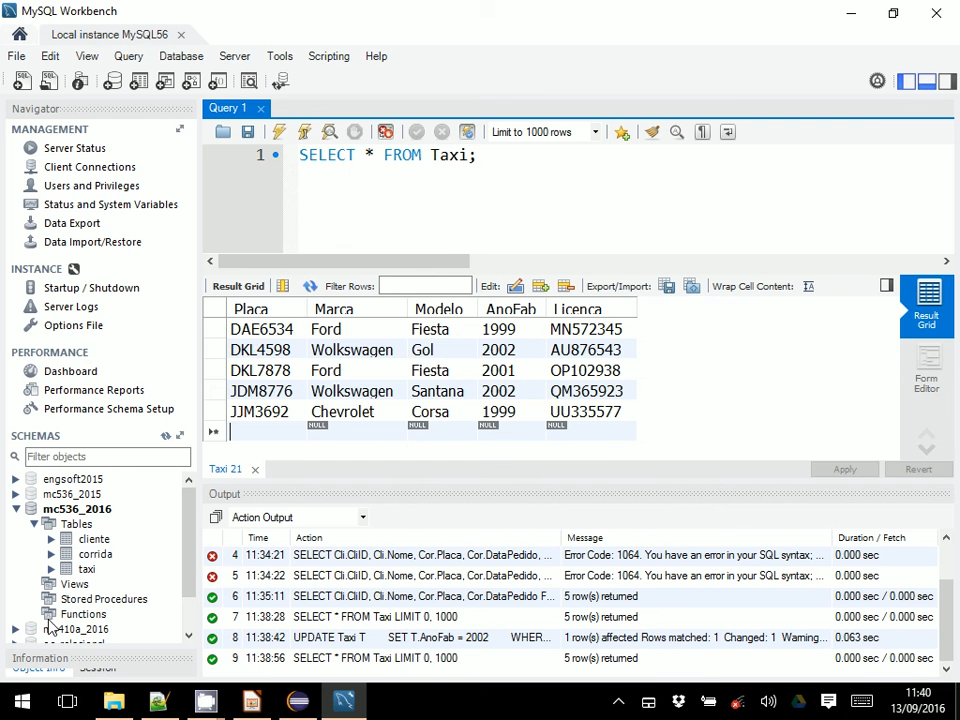 MySQL Workbench
Local instance MySQL56
File Edit View Query Database Server Tools Scripting Help
Navigator
MANAGEMENT
Server Status
Client Connections
Users and Privileges
Status and System Variables
Data Export
Data Import/Restore
INSTANCE
Startup / Shutdown
Server Logs
Options File
PERFORMANCE
Dashboard
Performance Reports
Performance Schema Setup
SCHEMAS
Filter objects
engsoft2015
mc536_2015
mc536_2016
Tables
cliente
corrida
taxi
Views
Stored Procedures
Functions
Information
Object Info Session
Query 1
Limit to 1000 rows
1 SELECT * FROM Taxi;
Result Grid Filter Rows: Edit: Export/Import: Wrap Cell Content:
Placa Marca Modelo AnoFab Licenca
DAE6534 Ford Fiesta 1999 MN572345
DKL4598 Wolkswagen Gol 2002 AU876543
DKL7878 Ford Fiesta 2001 OP102938
JDM8776 Wolkswagen Santana 2002 QM365923
JJM3692 Chevrolet Corsa 1999 UU335577
NULL NULL NULL NULL
Result Grid
Form Editor
Taxi 21
Apply Revert
Output
Action Output
Time Action Message Duration / Fetch
4 11:34:21 SELECT Cli.CliID, Cli.Nome, Cor.Placa, Cor.DataPedido, ... Error Code: 1064. You have an error in your SQL syntax; ... 0.000 sec
5 11:34:22 SELECT Cli.CliID, Cli.Nome, Cor.Placa, Cor.DataPedido, ... Error Code: 1064. You have an error in your SQL syntax; ... 0.000 sec
6 11:35:11 SELECT Cli.CliID, Cli.Nome, Cor.Placa, Cor.DataPedido F... 5 row(s) returned 0.000 sec / 0.000 sec
7 11:38:28 SELECT * FROM Taxi LIMIT 0, 1000 5 row(s) returned 0.000 sec / 0.000 sec
8 11:38:42 UPDATE Taxi T SET T.AnoFab = 2002 WHER... 1 row(s) affected Rows matched: 1 Changed: 1 Warning... 0.063 sec
9 11:38:56 SELECT * FROM Taxi LIMIT 0, 1000 5 row(s) returned 0.000 sec / 0.000 sec
11:40
13/09/2016